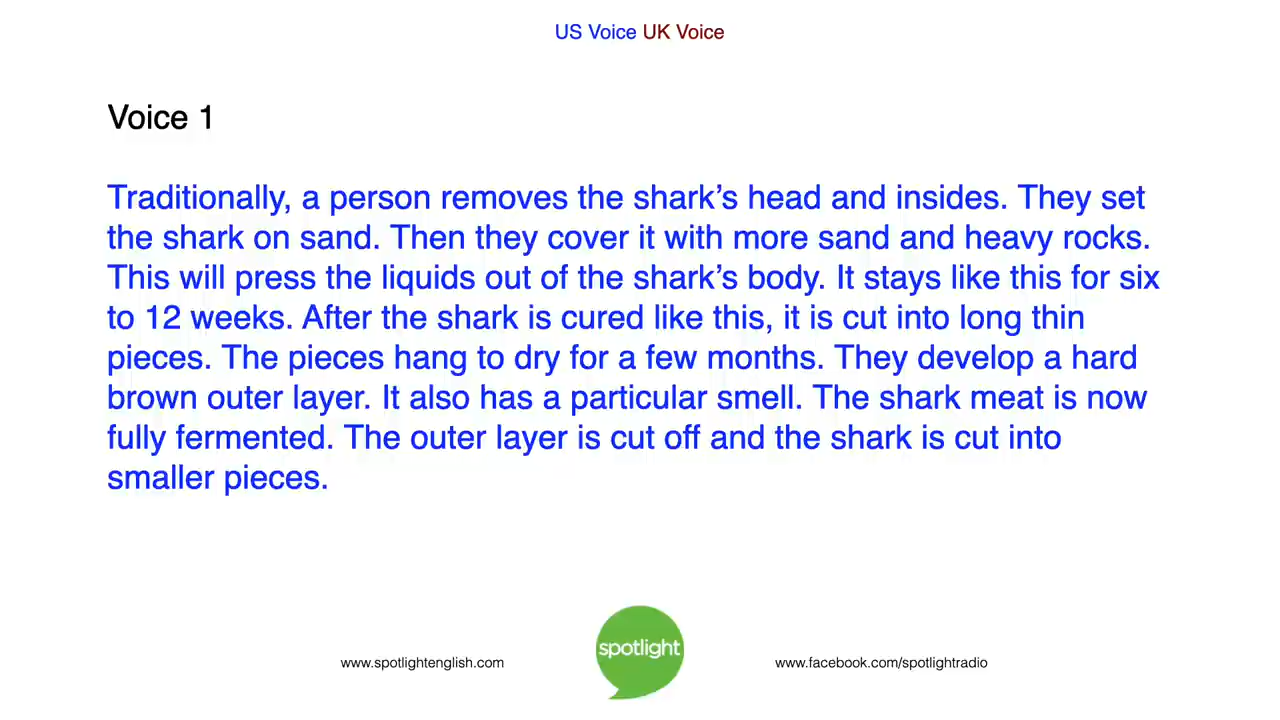 US Voice UK Voice
Voice 1
Traditionally, a person removes the shark’s head and insides. They set
the shark on sand. Then they cover it with more sand and heavy rocks.
This will press the liquids out of the shark’s body. It stays like this for six
to 12 weeks. After the shark is cured like this, it is cut into long thin
pieces. The pieces hang to dry for a few months. They develop a hard
brown outer layer. It also has a particular smell. The shark meat is now
fully fermented. The outer layer is cut off and the shark is cut into
smaller pieces.
www.spotlightenglish.com
spotlight
www.facebook.com/spotlightradio